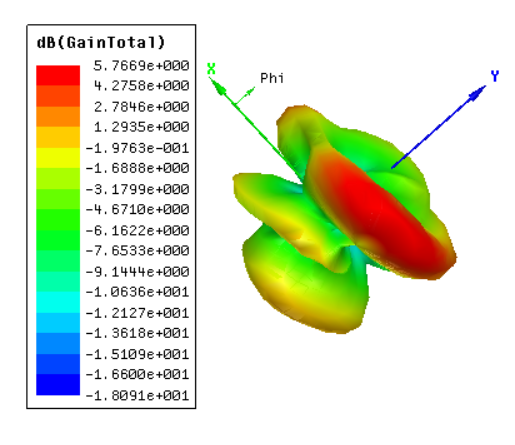 dB(GainTotal)
5.7669e+000
4.2758e+000
2.7846e+000
1.2935e+000
-1.9763e-001
-1.6888e+000
-3.1799e+000
-4.6710e+000
-6.1622e+000
-7.6533e+000
-9.1444e+000
-1.0636e+001
-1.2127e+001
-1.3618e+001
-1.5109e+001
-1.6600e+001
-1.8091e+001
X
Phi
Y